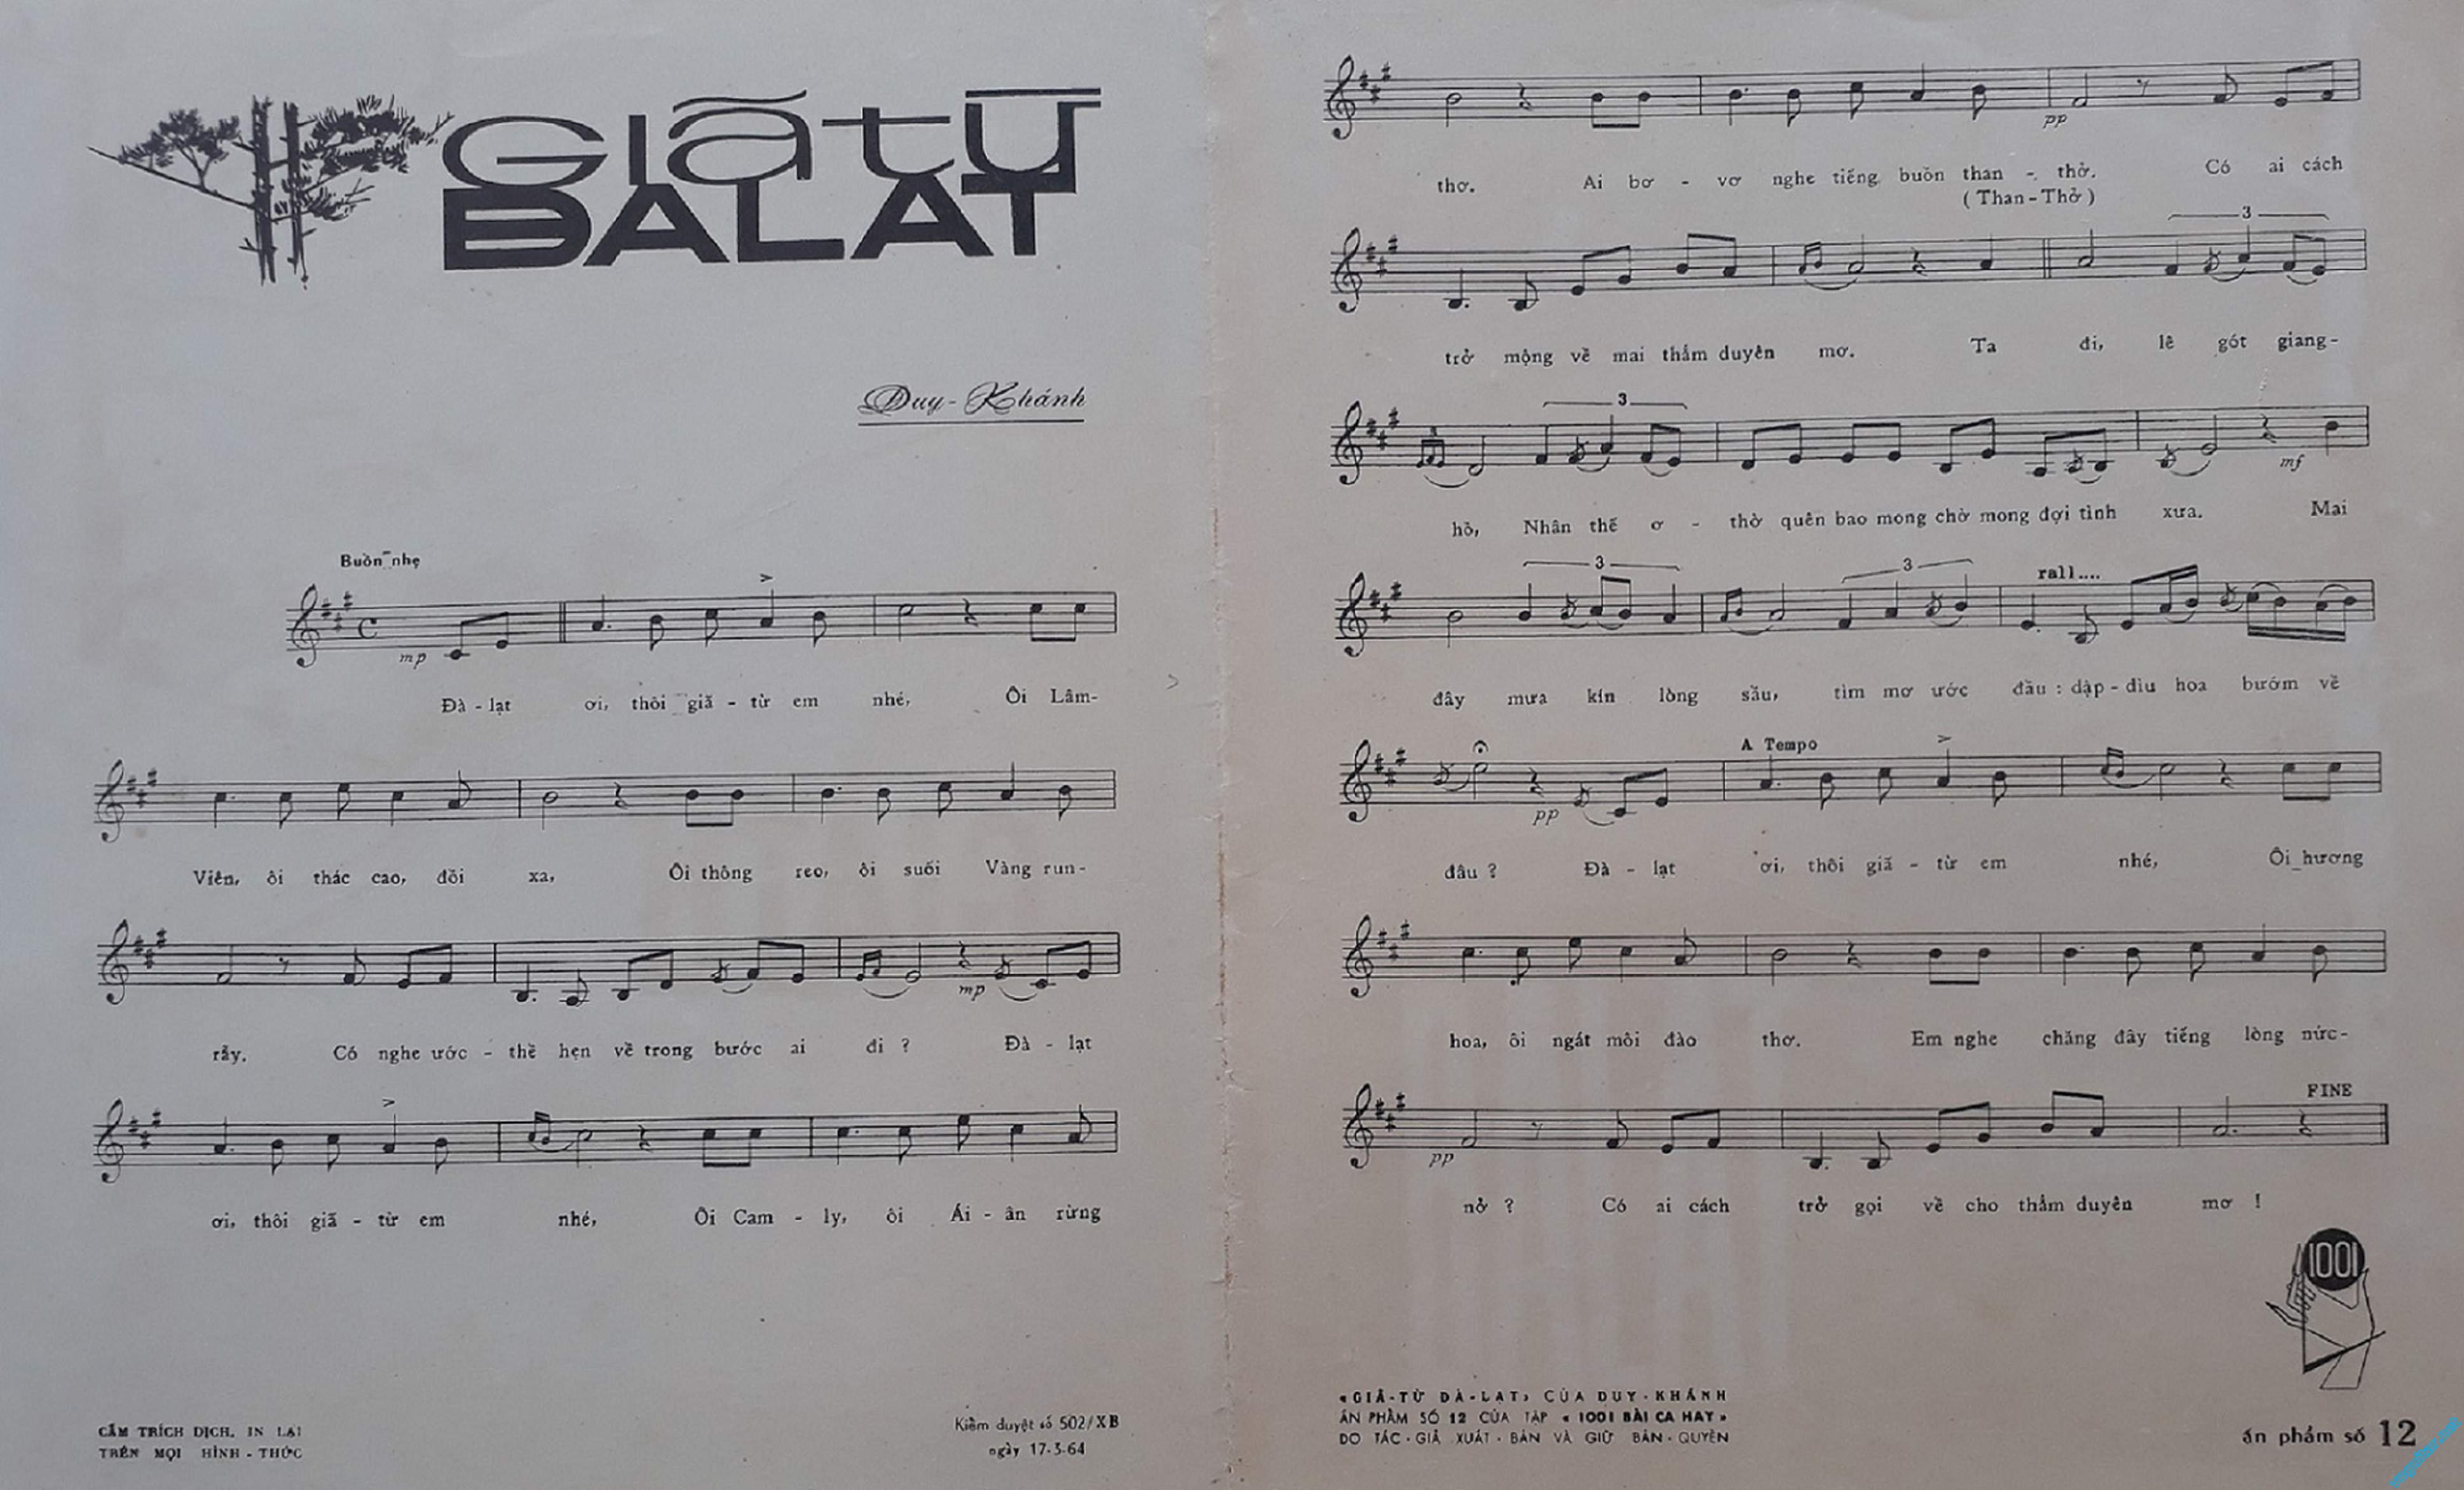 Giã từ
ĐALAT
Duy-Khánh
Buồn nhẹ
mp
Đà - lạt ơi, thôi giã - từ em nhé, Ôi Lâm-
Viên, ôi thác cao, đồi xa, Ôi thông reo, ôi suối Vàng run-
mp
rẩy. Có nghe ước - thề hẹn về trong bước ai đi ? Đà - lạt
ơi, thôi giã - từ em nhé, Ôi Cam - ly, ôi Ái - ân rừng
CẤM TRÍCH DỊCH, IN LẠI
TRÊN MỌI HÌNH - THỨC
Kiểm duyệt số 502/XB
ngày 17-3-64
pp
thơ. Ai bơ - vơ nghe tiếng buồn than - thở. Có ai cách
( Than - Thở )
3
trở mộng về mai thắm duyên mơ. Ta đi, lê gót giang-
3
mf
hồ, Nhân thế ơ - thờ quên bao mong chờ mong đợi tình xưa. Mai
3 3 rall....
đây mưa kín lòng sầu, tìm mơ ước đầu : dập - dìu hoa bướm về
A Tempo
pp
đâu ? Đà - lạt ơi, thôi giã - từ em nhé, Ôi hương
hoa, ôi ngát môi đào thơ. Em nghe chăng đây tiếng lòng nức-
FINE
pp
nở ? Có ai cách trở gọi về cho thắm duyên mơ !
1001
«GIÃ-TỪ ĐÀ-LẠT» CỦA DUY-KHÁNH
ẤN PHẨM SỐ 12 CỦA TẬP « 1001 BÀI CA HAY »
DO TÁC-GIẢ XUẤT-BẢN VÀ GIỮ BẢN-QUYỀN
ấn phẩm số 12